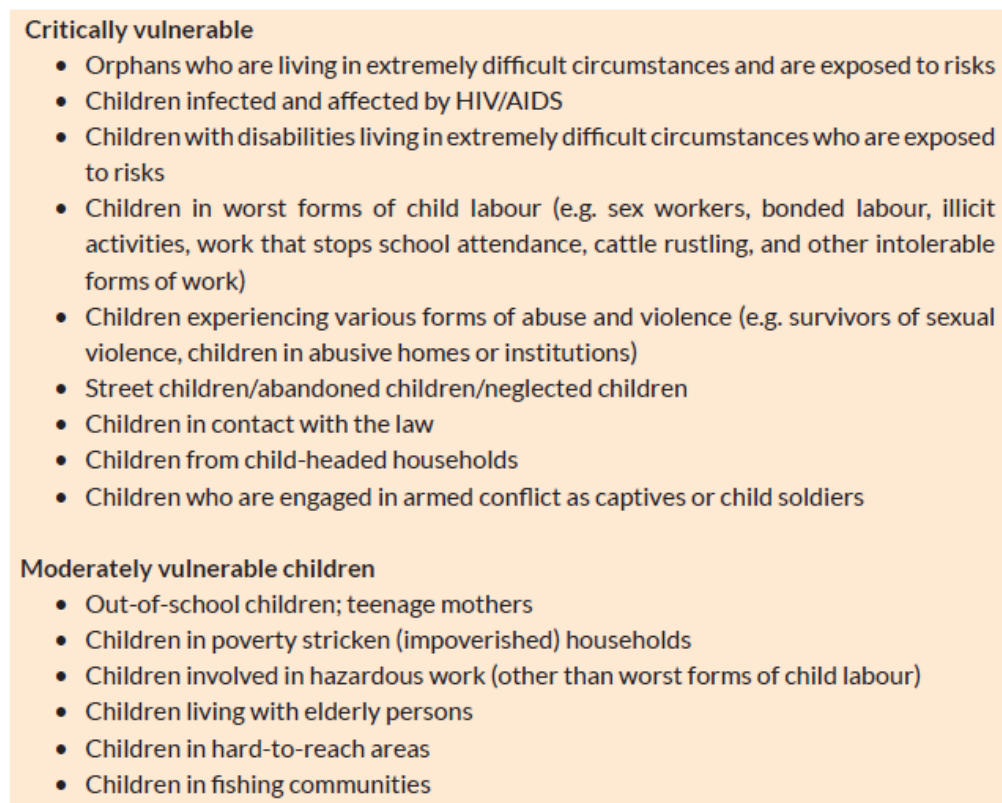 Critically vulnerable
• Orphans who are living in extremely difficult circumstances and are exposed to risks
• Children infected and affected by HIV/AIDS
• Children with disabilities living in extremely difficult circumstances who are exposed
to risks
• Children in worst forms of child labour (e.g. sex workers, bonded labour, illicit
activities, work that stops school attendance, cattle rustling, and other intolerable
forms of work)
• Children experiencing various forms of abuse and violence (e.g. survivors of sexual
violence, children in abusive homes or institutions)
• Street children/abandoned children/neglected children
• Children in contact with the law
• Children from child-headed households
• Children who are engaged in armed conflict as captives or child soldiers
Moderately vulnerable children
• Out-of-school children; teenage mothers
• Children in poverty stricken (impoverished) households
• Children involved in hazardous work (other than worst forms of child labour)
• Children living with elderly persons
• Children in hard-to-reach areas
• Children in fishing communities